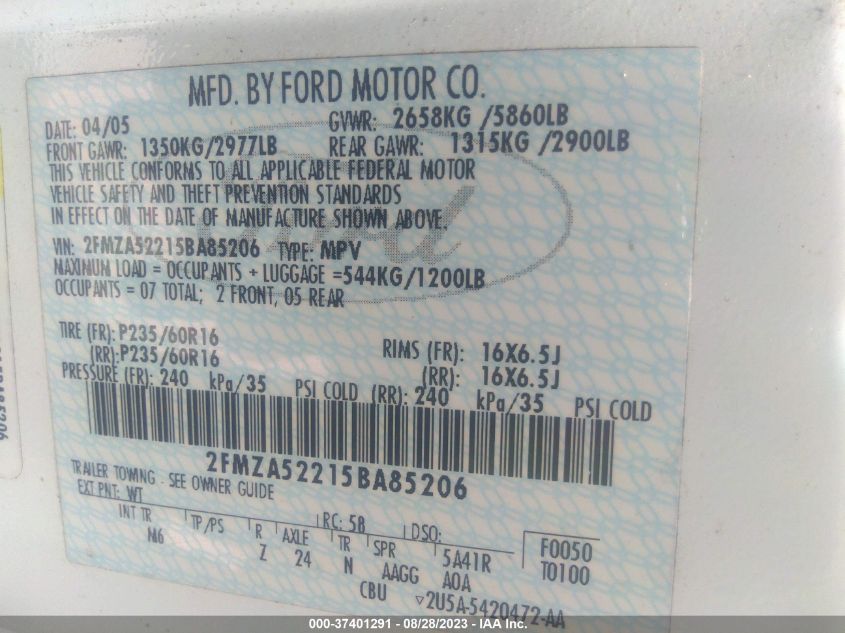 MFD. BY FORD MOTOR CO.
DATE: 04/05 GVWR: 2658KG /5860LB
FRONT GAWR: 1350KG/2977LB REAR GAWR: 1315KG /2900LB
THIS VEHICLE CONFORMS TO ALL APPLICABLE FEDERAL MOTOR
VEHICLE SAFETY AND THEFT PREVENTION STANDARDS
IN EFFECT ON THE DATE OF MANUFACTURE SHOWN ABOVE.
VIN: 2FMZA52215BA85206 TYPE: MPV
MAXIMUM LOAD = OCCUPANTS + LUGGAGE =544KG/1200LB
OCCUPANTS = 07 TOTAL; 2 FRONT, 05 REAR
TIRE (FR): P235/60R16 RIMS (FR): 16X6.5J
(RR): P235/60R16 (RR): 16X6.5J
PRESSURE (FR): 240 kPa/35 PSI COLD (RR): 240 kPa/35 PSI COLD
2FMZA52215BA85206
TRAILER TOWING - SEE OWNER GUIDE
EXT PNT: WT RC: 58 DSO:
INT TR TP/PS R AXLE TR SPR 5A41R F0050
N6 Z 24 N AAGG A0A T0100
CBU ▽2U5A-5420472-AA
Ford
000-37401291 - 08/28/2023 - IAA Inc.